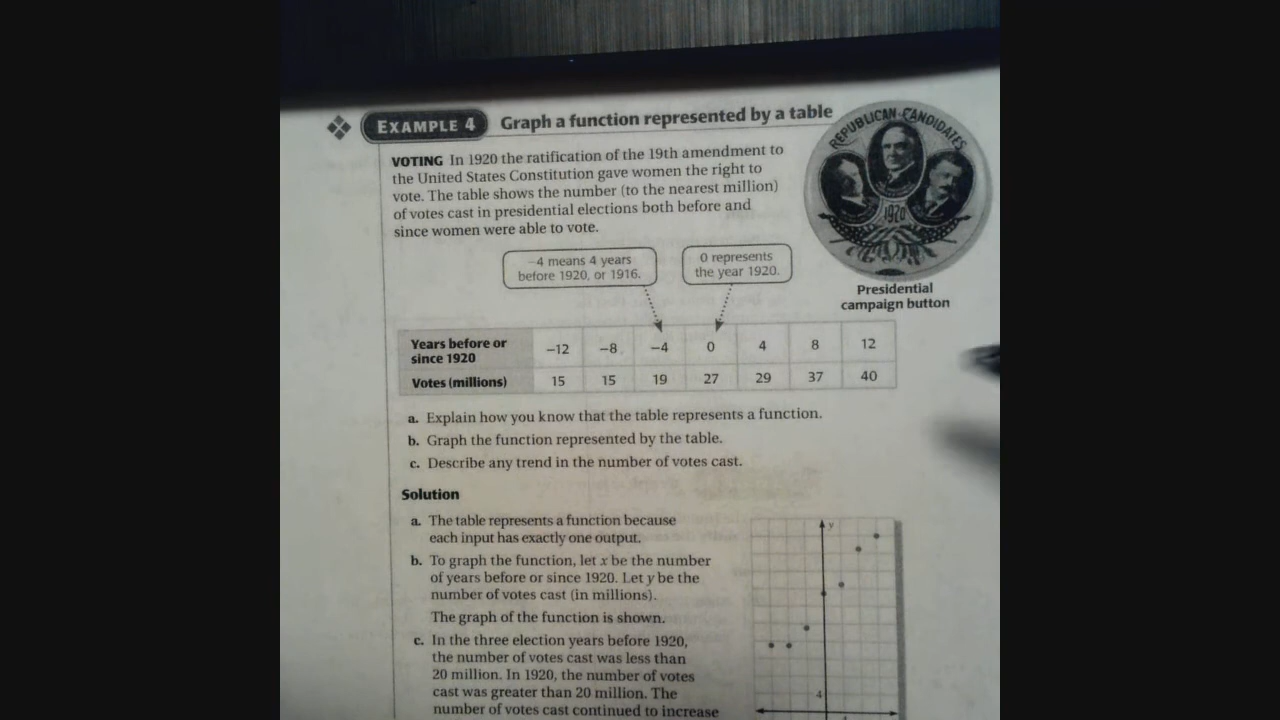 EXAMPLE 4 Graph a function represented by a table
VOTING In 1920 the ratification of the 19th amendment to
the United States Constitution gave women the right to
vote. The table shows the number (to the nearest million)
of votes cast in presidential elections both before and
since women were able to vote.
REPUBLICAN CANDIDATES
1920
Presidential
campaign button
-4 means 4 years
before 1920, or 1916.
0 represents
the year 1920.
Years before or
since 1920
-12 -8 -4 0 4 8 12
Votes (millions) 15 15 19 27 29 37 40
a. Explain how you know that the table represents a function.
b. Graph the function represented by the table.
c. Describe any trend in the number of votes cast.
Solution
a. The table represents a function because
each input has exactly one output.
b. To graph the function, let x be the number
of years before or since 1920. Let y be the
number of votes cast (in millions).
The graph of the function is shown.
c. In the three election years before 1920,
the number of votes cast was less than
20 million. In 1920, the number of votes
cast was greater than 20 million. The
number of votes cast continued to increase
y
4